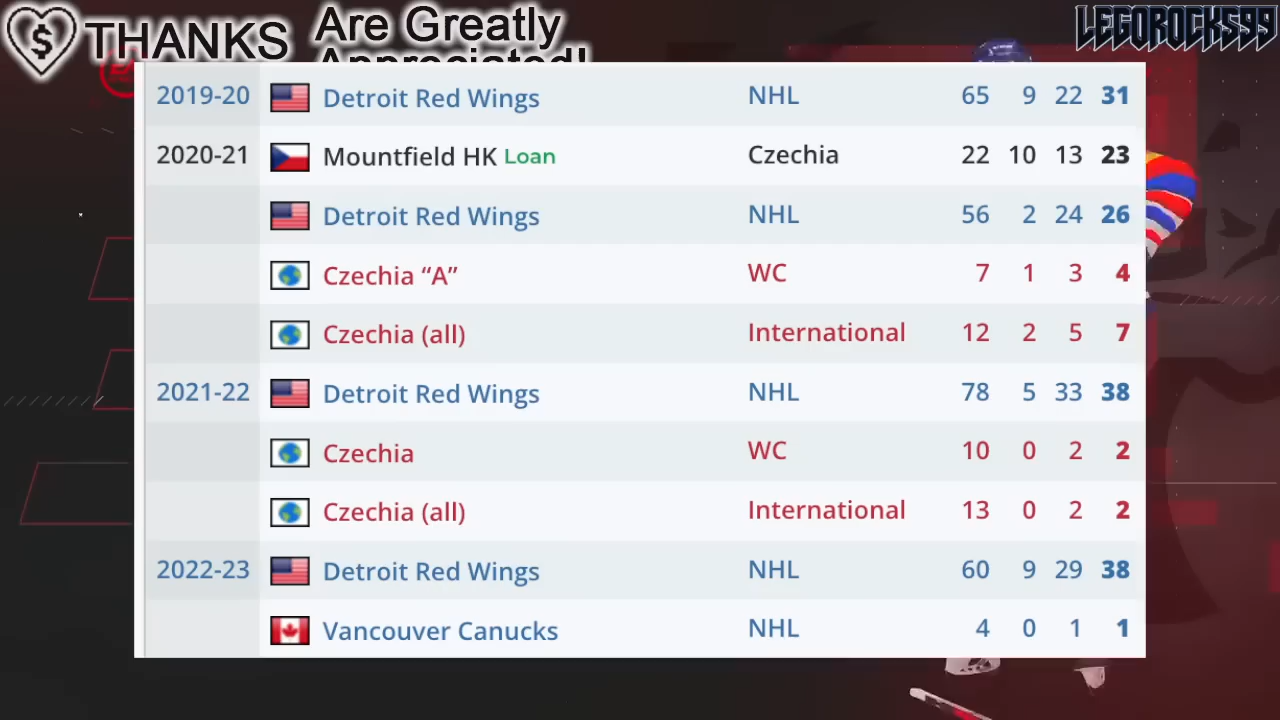 THANKS
Are Greatly
Appreciated!
LEGOROCKS99
2019-20 Detroit Red Wings NHL 65 9 22 31
2020-21 Mountfield HK Loan Czechia 22 10 13 23
Detroit Red Wings NHL 56 2 24 26
Czechia “A” WC 7 1 3 4
Czechia (all) International 12 2 5 7
2021-22 Detroit Red Wings NHL 78 5 33 38
Czechia WC 10 0 2 2
Czechia (all) International 13 0 2 2
2022-23 Detroit Red Wings NHL 60 9 29 38
Vancouver Canucks NHL 4 0 1 1